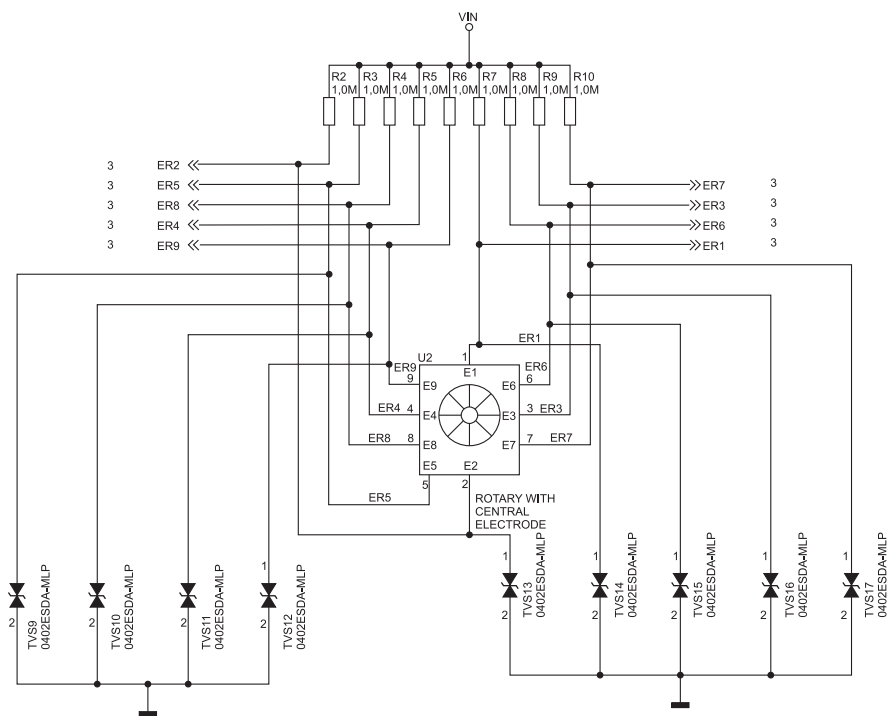 VIN
R2 R3 R4 R5 R6 R7 R8 R9 R10
1,0M 1,0M 1,0M 1,0M 1,0M 1,0M 1,0M 1,0M 1,0M
3 ER2
3 ER5 ER7 3
3 ER8 ER3 3
3 ER4 ER6 3
3 ER9 ER1 3
ER1
U2 1
ER9 E1 ER6
9 E9 E6 6
ER4 4 E4 E3 3 ER3
ER8 8 E8 E7 7 ER7
E5 E2
5 2
ER5
ROTARY WITH
CENTRAL
ELECTRODE
2
TVS9
0402ESDA-MLP
2
TVS10
0402ESDA-MLP
2
TVS11
0402ESDA-MLP
1
2
TVS12
0402ESDA-MLP
1
2
TVS13
0402ESDA-MLP
1
2
TVS14
0402ESDA-MLP
1
2
TVS15
0402ESDA-MLP
1
2
TVS16
0402ESDA-MLP
1
2
TVS17
0402ESDA-MLP